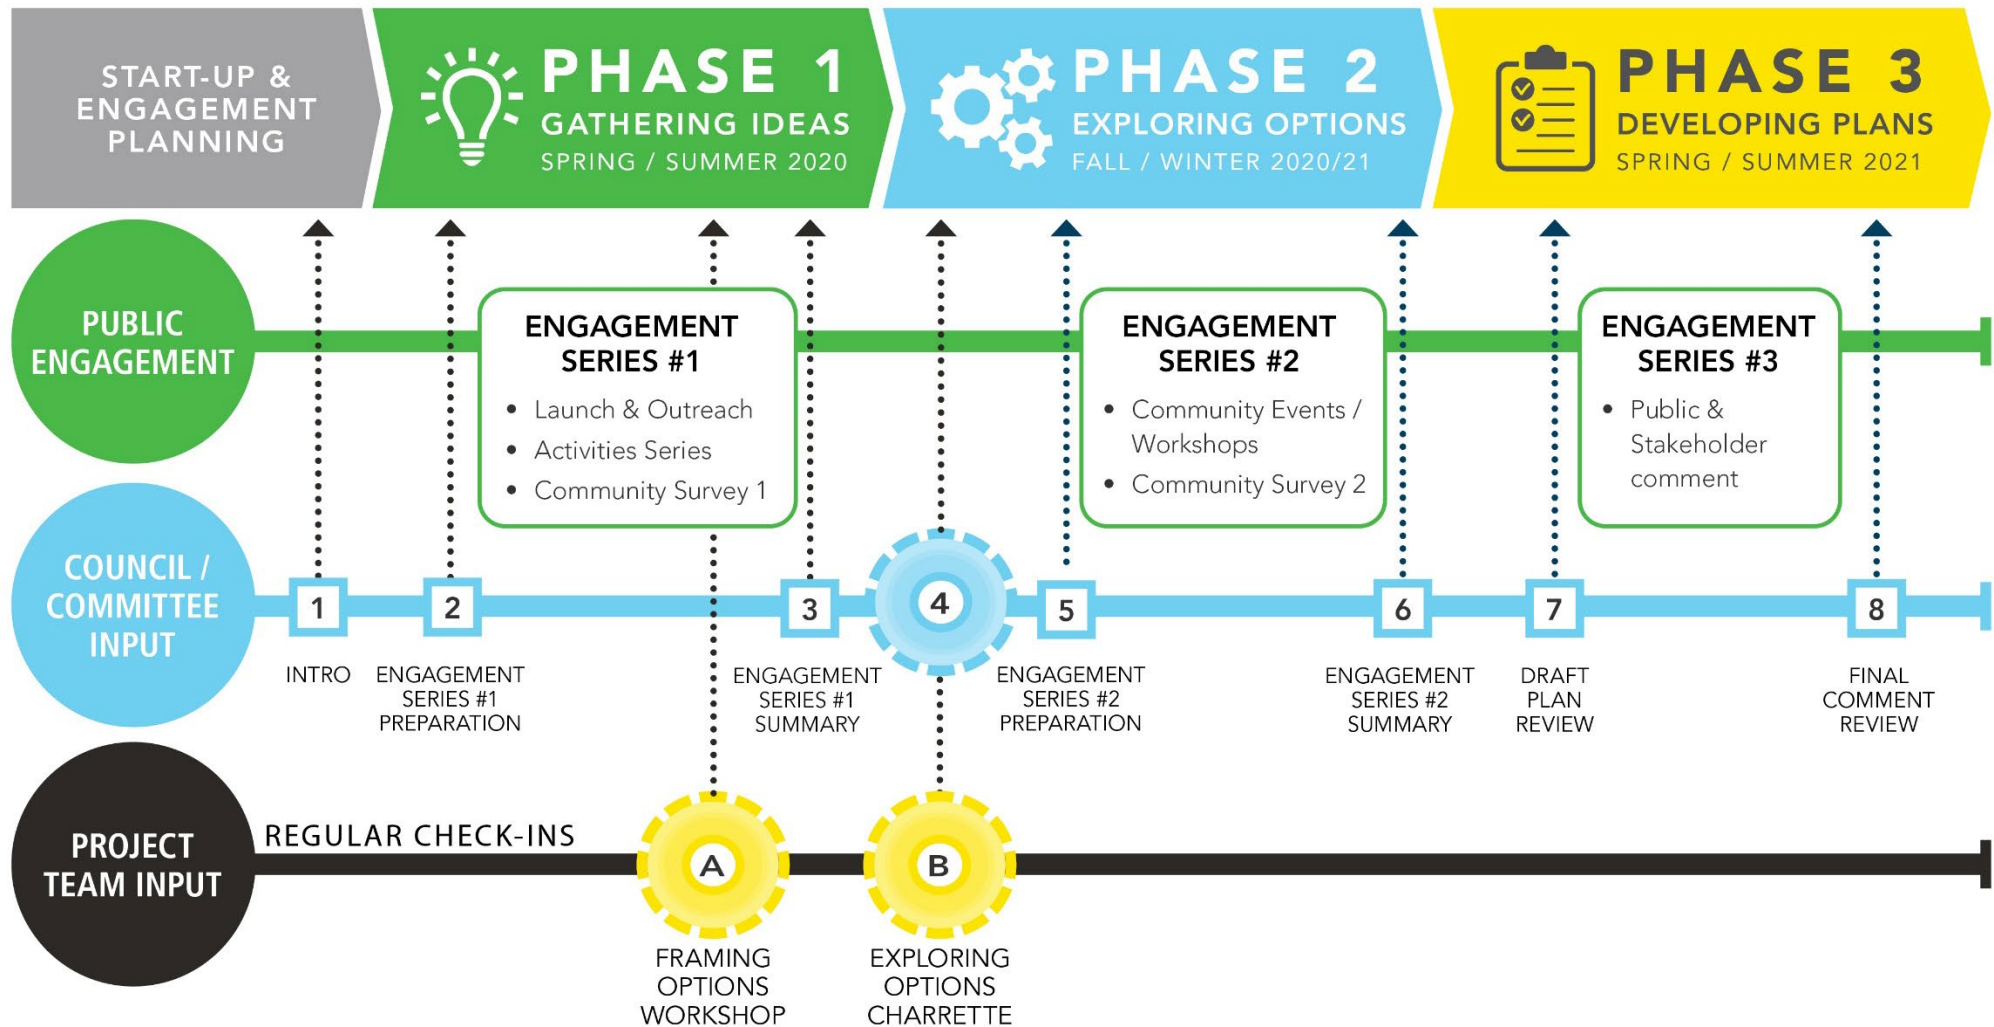 START-UP &
ENGAGEMENT
PLANNING
PHASE 1
GATHERING IDEAS
SPRING / SUMMER 2020
PHASE 2
EXPLORING OPTIONS
FALL / WINTER 2020/21
PHASE 3
DEVELOPING PLANS
SPRING / SUMMER 2021
PUBLIC
ENGAGEMENT
ENGAGEMENT
SERIES #1
• Launch & Outreach
• Activities Series
• Community Survey 1
ENGAGEMENT
SERIES #2
• Community Events /
Workshops
• Community Survey 2
ENGAGEMENT
SERIES #3
• Public &
Stakeholder
comment
COUNCIL /
COMMITTEE
INPUT
1
INTRO
2
ENGAGEMENT
SERIES #1
PREPARATION
3
ENGAGEMENT
SERIES #1
SUMMARY
4
5
ENGAGEMENT
SERIES #2
PREPARATION
6
ENGAGEMENT
SERIES #2
SUMMARY
7
DRAFT
PLAN
REVIEW
8
FINAL
COMMENT
REVIEW
PROJECT
TEAM INPUT
REGULAR CHECK-INS
A
FRAMING
OPTIONS
WORKSHOP
B
EXPLORING
OPTIONS
CHARRETTE